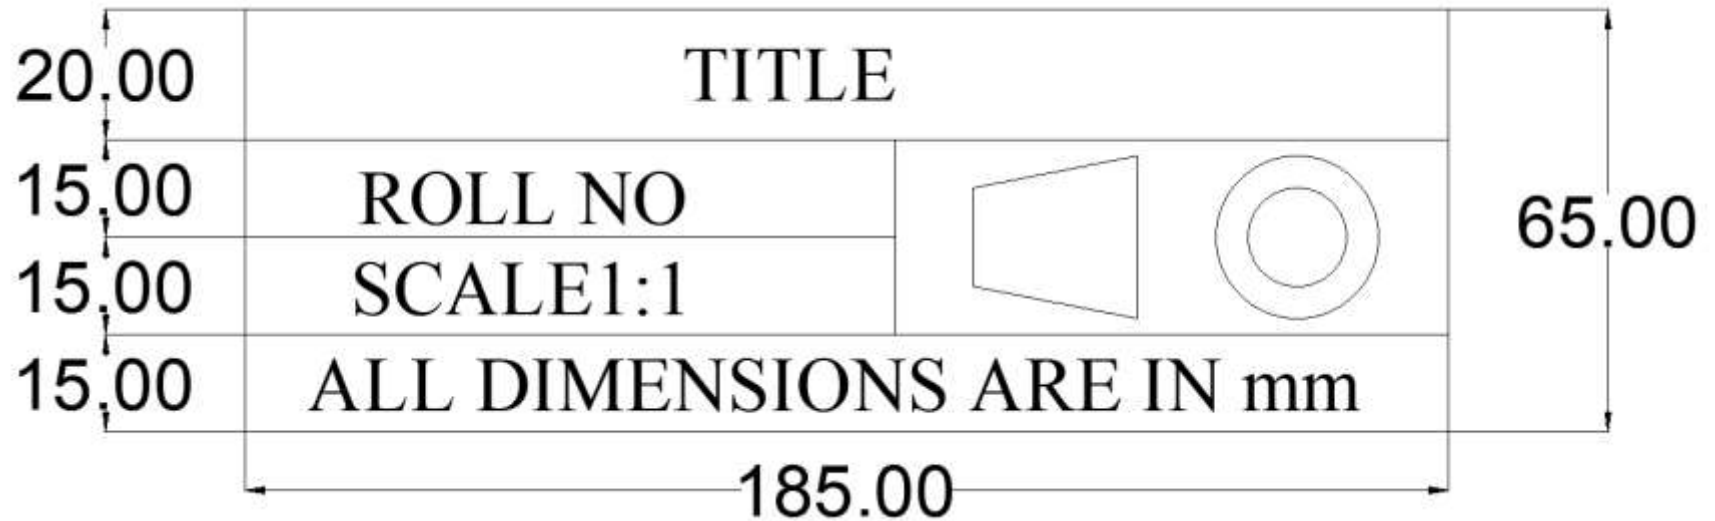 20.00
TITLE
15.00
ROLL NO
65.00
15.00
SCALE1:1
15.00
ALL DIMENSIONS ARE IN mm
185.00